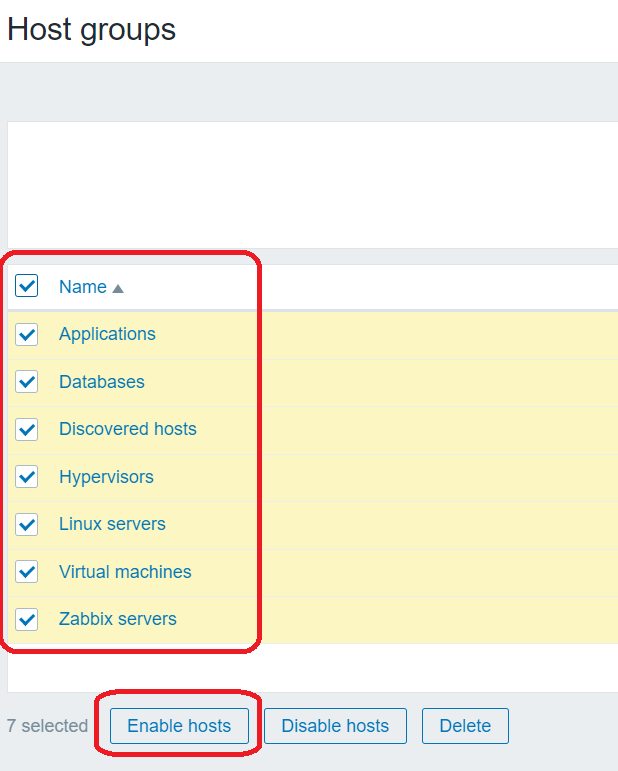 Host groups
Name
Applications
Databases
Discovered hosts
Hypervisors
Linux servers
Virtual machines
Zabbix servers
7 selected Enable hosts Disable hosts Delete